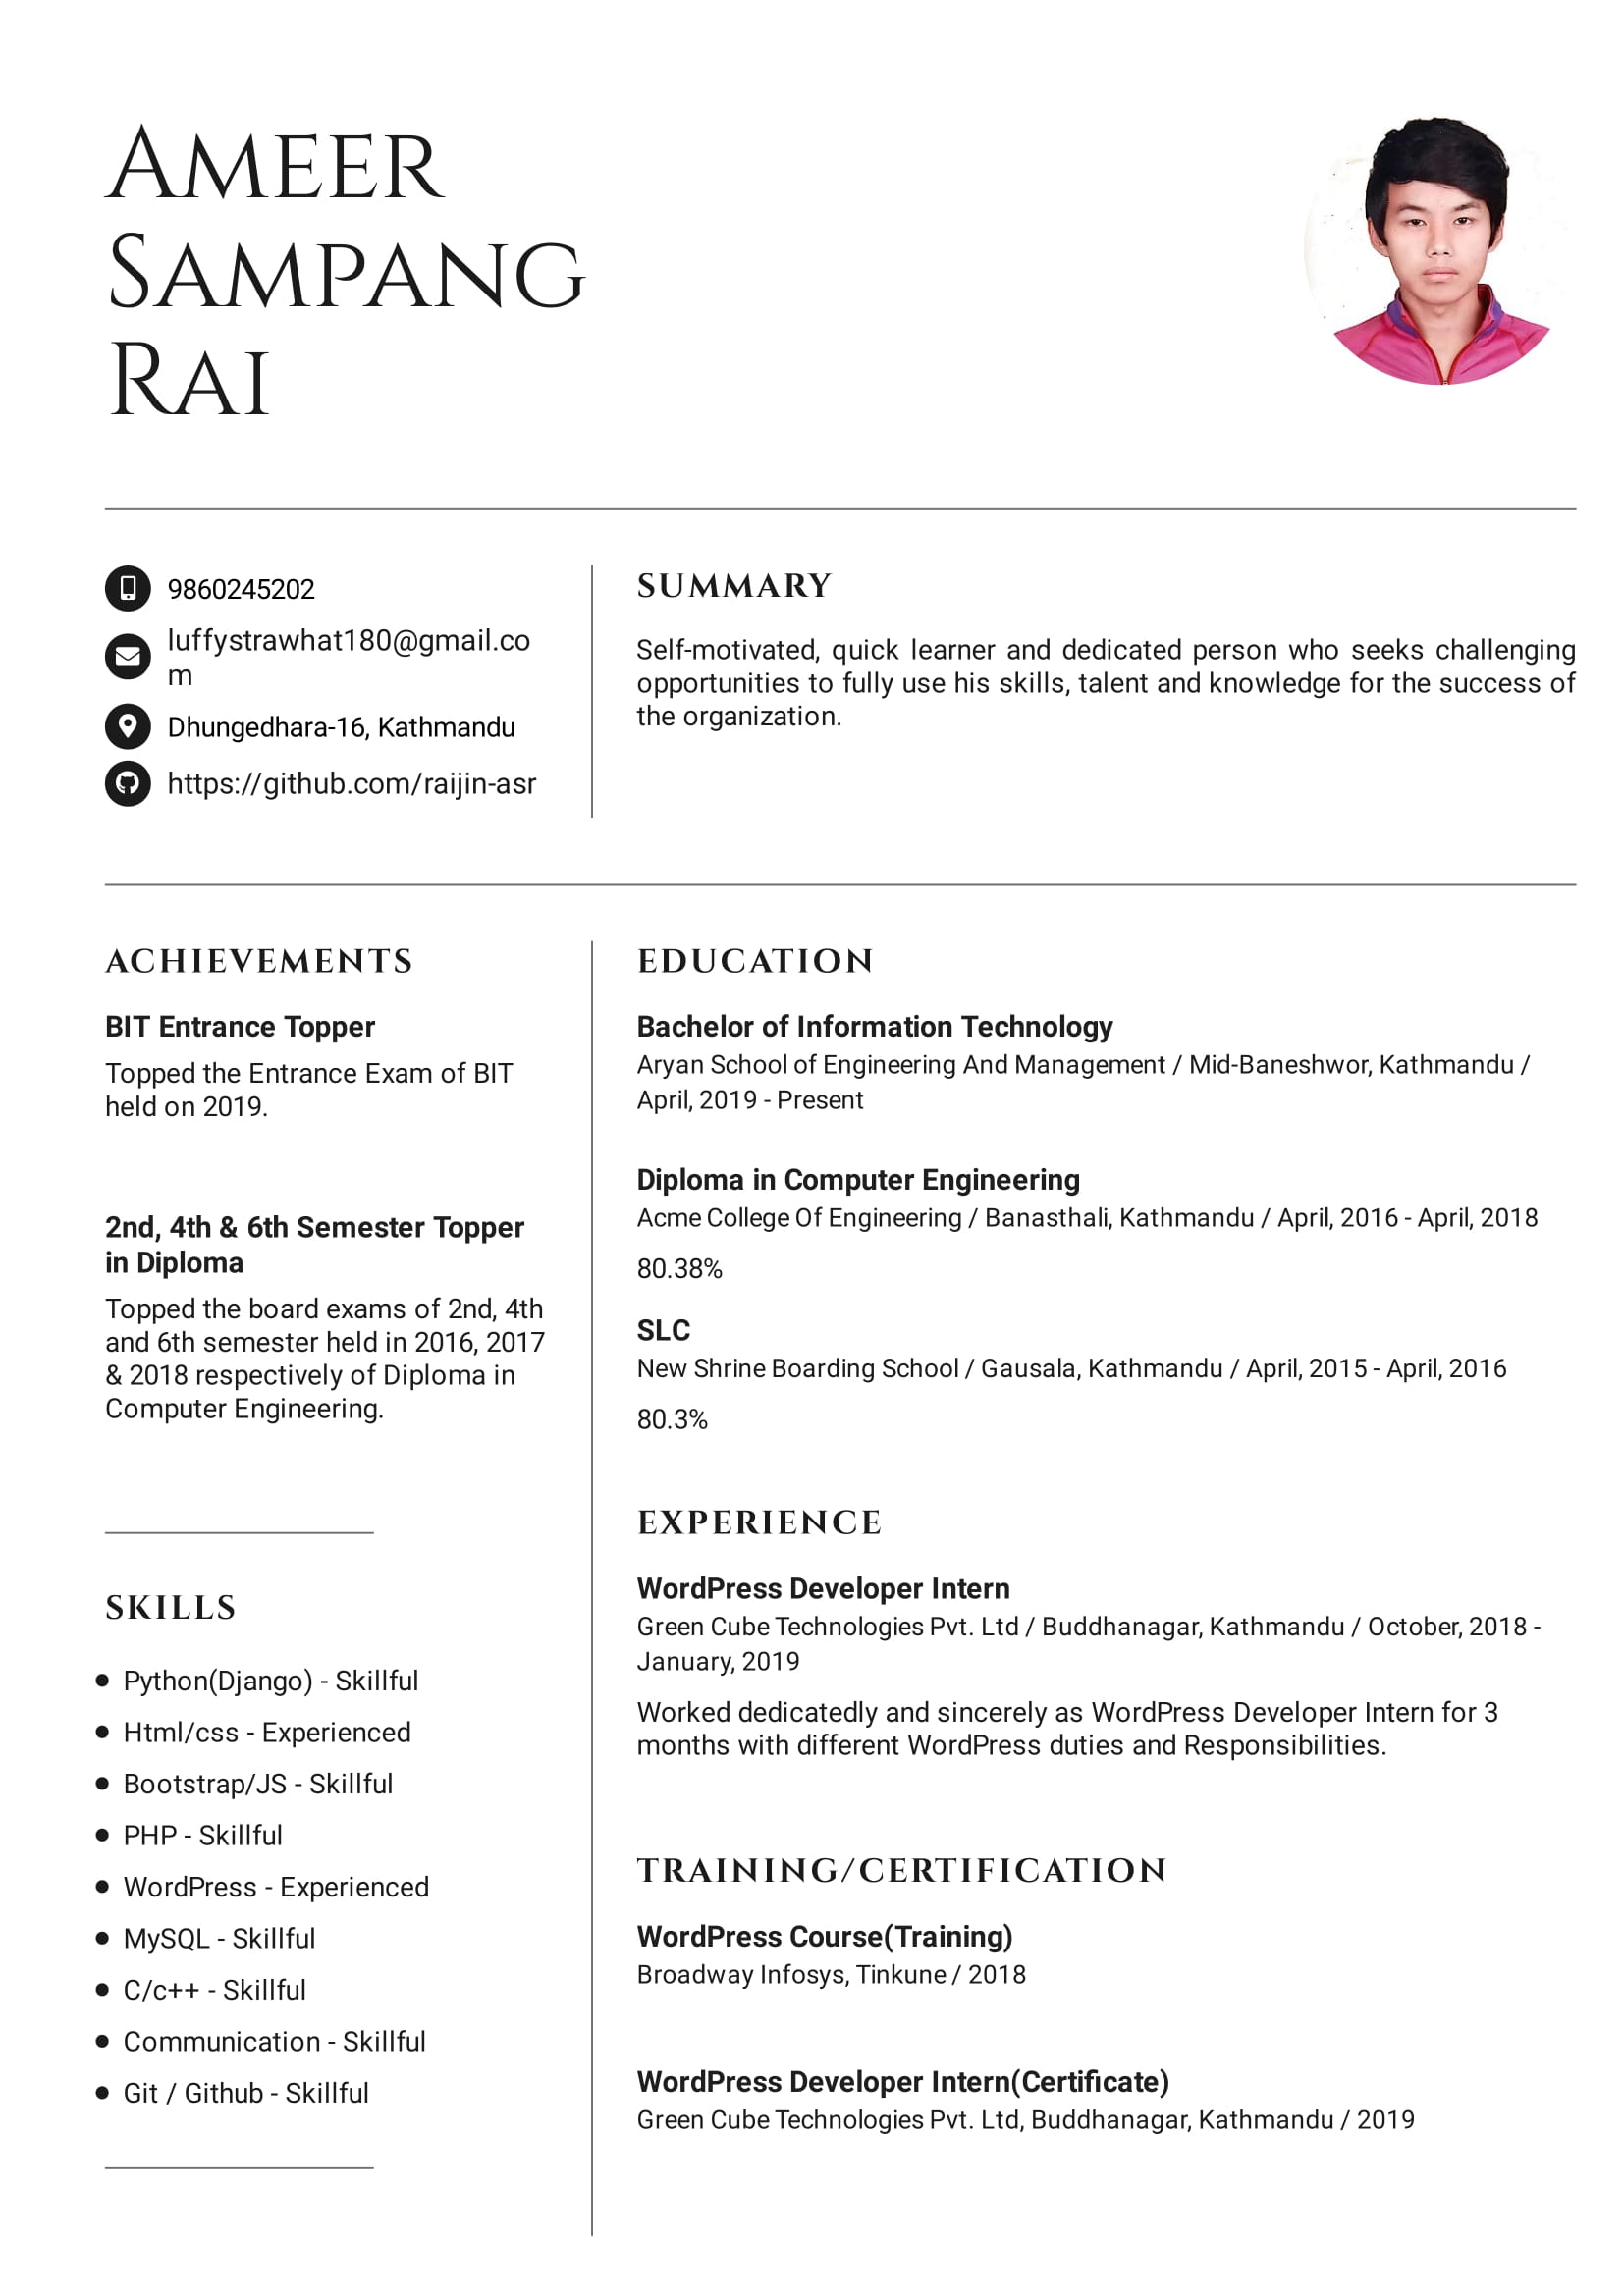 Ameer
Sampang
Rai
9860245202
luffystrawhat180@gmail.co
m
Dhungedhara-16, Kathmandu
https://github.com/raijin-asr
SUMMARY
Self-motivated, quick learner and dedicated person who seeks challenging
opportunities to fully use his skills, talent and knowledge for the success of
the organization.
ACHIEVEMENTS
BIT Entrance Topper
Topped the Entrance Exam of BIT
held on 2019.
2nd, 4th & 6th Semester Topper
in Diploma
Topped the board exams of 2nd, 4th
and 6th semester held in 2016, 2017
& 2018 respectively of Diploma in
Computer Engineering.
SKILLS
Python(Django) - Skillful
Html/css - Experienced
Bootstrap/JS - Skillful
PHP - Skillful
WordPress - Experienced
MySQL - Skillful
C/c++ - Skillful
Communication - Skillful
Git / Github - Skillful
EDUCATION
Bachelor of Information Technology
Aryan School of Engineering And Management / Mid-Baneshwor, Kathmandu /
April, 2019 - Present
Diploma in Computer Engineering
Acme College Of Engineering / Banasthali, Kathmandu / April, 2016 - April, 2018
80.38%
SLC
New Shrine Boarding School / Gausala, Kathmandu / April, 2015 - April, 2016
80.3%
EXPERIENCE
WordPress Developer Intern
Green Cube Technologies Pvt. Ltd / Buddhanagar, Kathmandu / October, 2018 -
January, 2019
Worked dedicatedly and sincerely as WordPress Developer Intern for 3
months with different WordPress duties and Responsibilities.
TRAINING/CERTIFICATION
WordPress Course(Training)
Broadway Infosys, Tinkune / 2018
WordPress Developer Intern(Certificate)
Green Cube Technologies Pvt. Ltd, Buddhanagar, Kathmandu / 2019